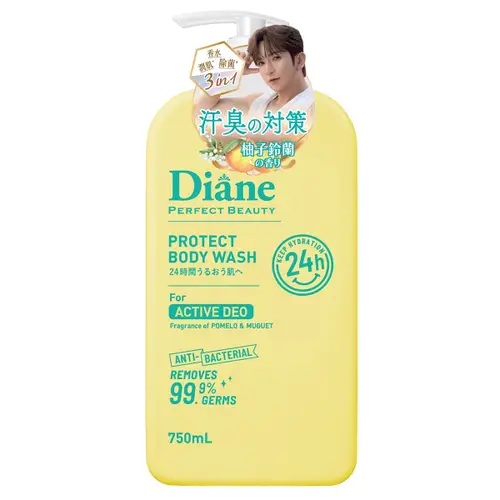 香水
潤肌* 除菌*
3in1
汗臭の対策
柚子鈴蘭
の香り
Diane
PERFECT BEAUTY
PROTECT
BODY WASH
24時間うるおう肌へ
KEEP HYDRATION
24h
For
ACTIVE DEO
Fragrance of POMELO & MUGUET
ANTI-BACTERIAL
REMOVES
99.9%
GERMS
750mL